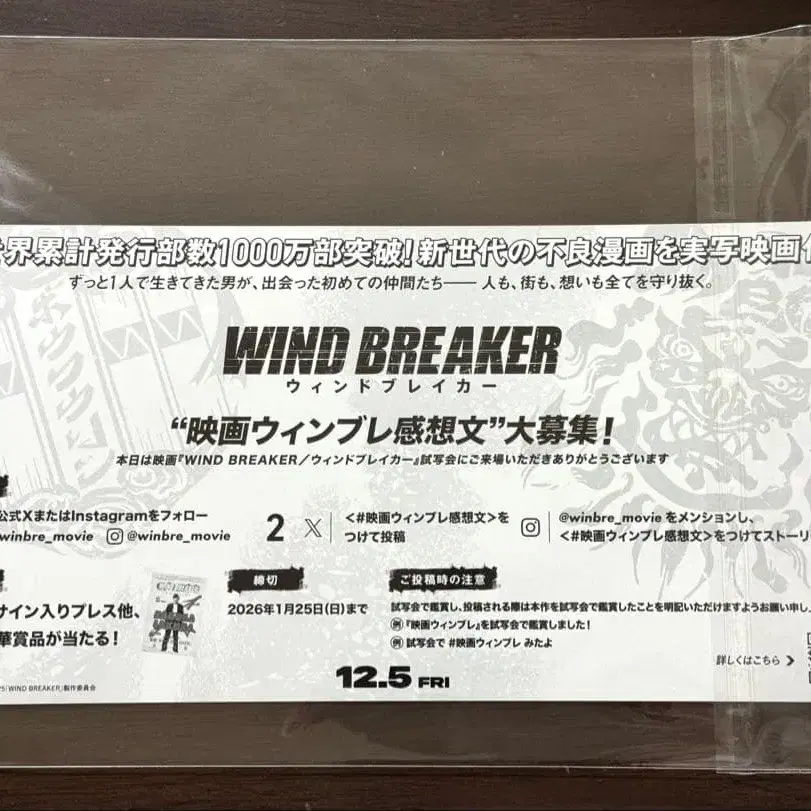 界累計発行部数1000万部突破!新世代の不良漫画を実写映画
ずっと1人で生きてきた男が、出会った初めての仲間たち―― 人も、街も、想いも全てを守り抜く。
WIND BREAKER
ウィンドブレイカー
“映画ウィンブレ感想文”大募集!
本日は映画『WIND BREAKER/ウィンドブレイカー』試写会にご来場いただきありがとうございます
公式XまたはInstagramをフォロー
winbre_movie @winbre_movie
2
<#映画ウィンブレ感想文>を
つけて投稿
@winbre_movie をメンションし、
<#映画ウィンブレ感想文>をつけてストーリ
サイン入りプレス他、
華賞品が当たる!
締切
2026年1月25日(日)まで
ご投稿時の注意
試写会で鑑賞し、投稿される際は本作を試写会で鑑賞したことを明記いただけますようお願い申し
例『映画ウィンブレ』を試写会で鑑賞しました!
例 試写会で #映画ウィンブレ みたよ
詳しくはこちら
12.5 FRI
「WIND BREAKER」製作委員会